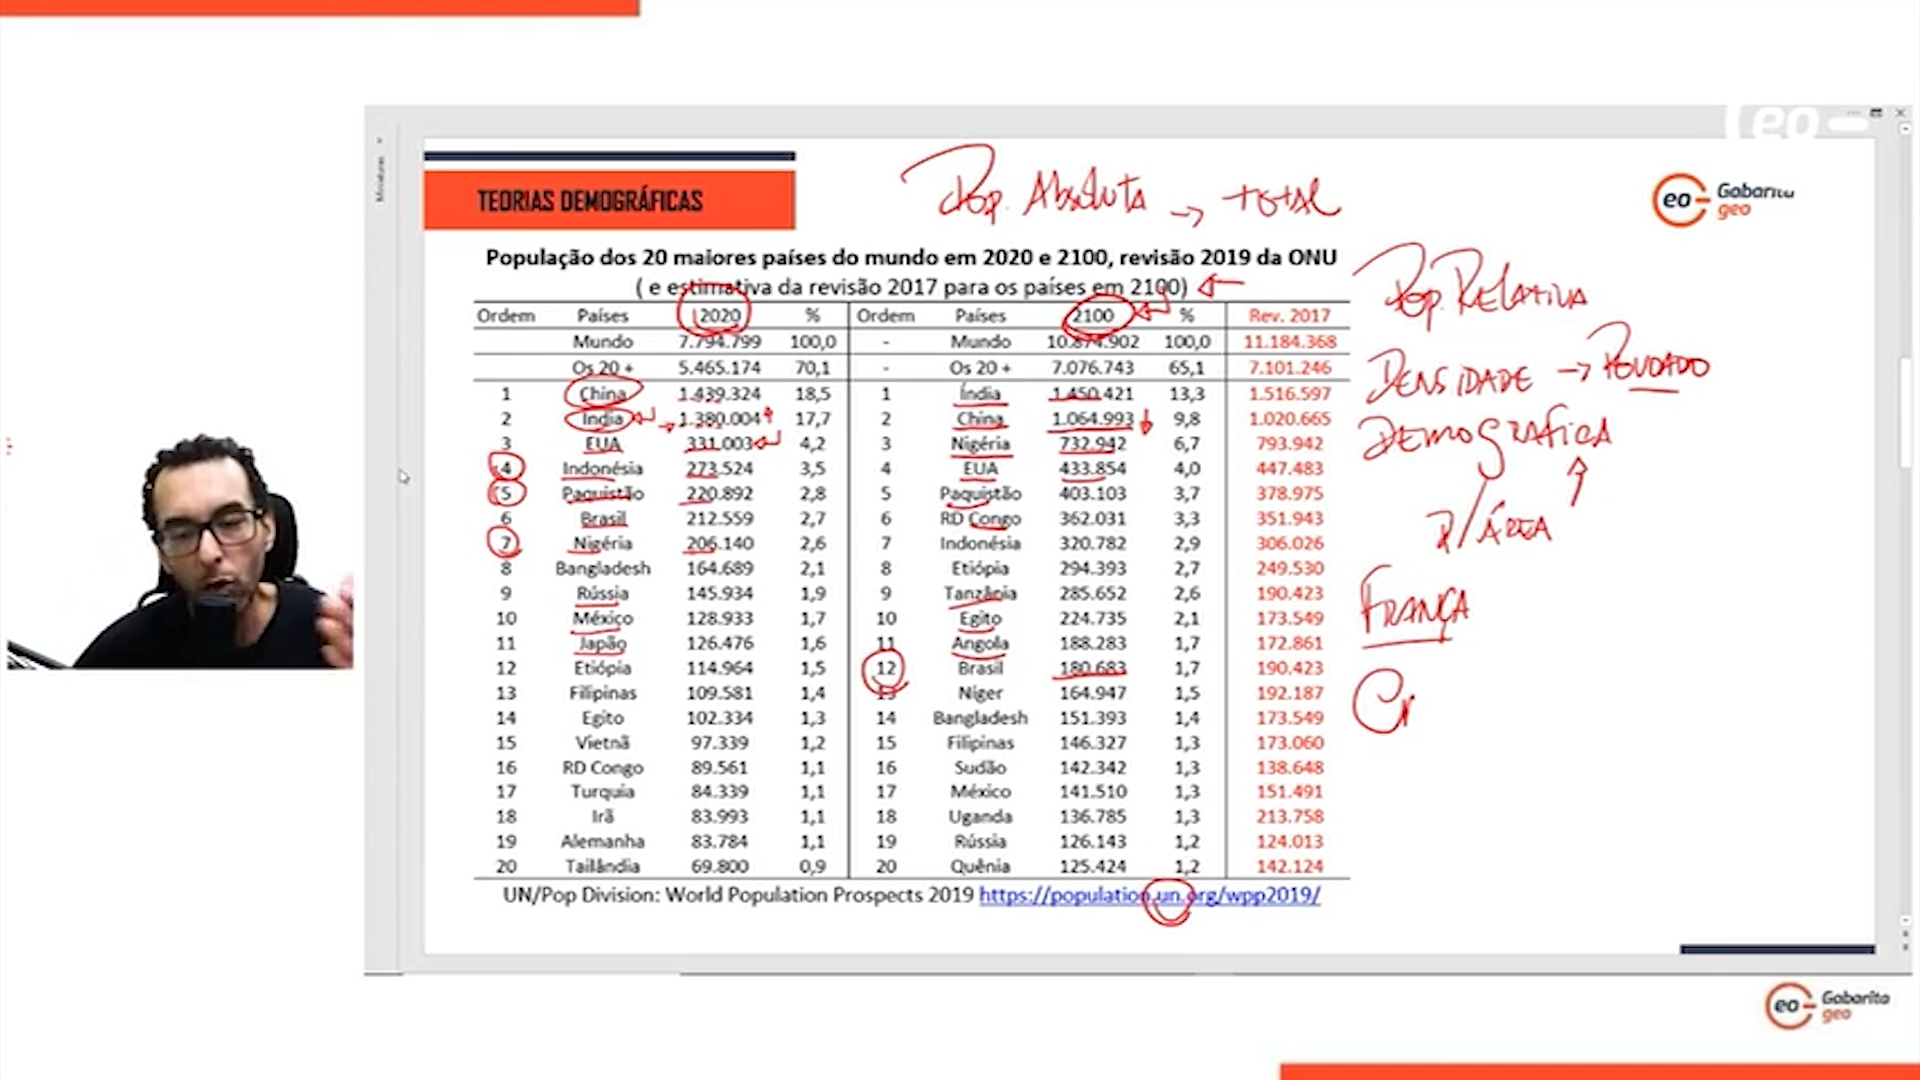 eo
TEORIAS DEMOGRÁFICAS
Pop. Absoluta → TOTAL
eo Gabarito
geo
População dos 20 maiores países do mundo em 2020 e 2100, revisão 2019 da ONU
( e estimativa da revisão 2017 para os países em 2100)
Ordem Países 2020 % Ordem Países 2100 % Rev. 2017
Mundo 7.794.799 100,0 - Mundo 10.874.902 100,0 11.184.368
Os 20 + 5.465.174 70,1 - Os 20 + 7.076.743 65,1 7.101.246
1 China 1.439.324 18,5 1 Índia 1.450.421 13,3 1.516.597
2 India 1.380.004 17,7 2 China 1.064.993 9,8 1.020.665
3 EUA 331.003 4,2 3 Nigéria 732.942 6,7 793.942
4 Indonésia 273.524 3,5 4 EUA 433.854 4,0 447.483
5 Paquistão 220.892 2,8 5 Paquistão 403.103 3,7 378.975
6 Brasil 212.559 2,7 6 RD Congo 362.031 3,3 351.943
7 Nigéria 206.140 2,6 7 Indonésia 320.782 2,9 306.026
8 Bangladesh 164.689 2,1 8 Etiópia 294.393 2,7 249.530
9 Rússia 145.934 1,9 9 Tanzânia 285.652 2,6 190.423
10 México 128.933 1,7 10 Egito 224.735 2,1 173.549
11 Japão 126.476 1,6 11 Angola 188.283 1,7 172.861
12 Etiópia 114.964 1,5 12 Brasil 180.683 1,7 190.423
13 Filipinas 109.581 1,4 13 Níger 164.947 1,5 192.187
14 Egito 102.334 1,3 14 Bangladesh 151.393 1,4 173.549
15 Vietnã 97.339 1,2 15 Filipinas 146.327 1,3 173.060
16 RD Congo 89.561 1,1 16 Sudão 142.342 1,3 138.648
17 Turquia 84.339 1,1 17 México 141.510 1,3 151.491
18 Irã 83.993 1,1 18 Uganda 136.785 1,3 213.758
19 Alemanha 83.784 1,1 19 Rússia 126.143 1,2 124.013
20 Tailândia 69.800 0,9 20 Quênia 125.424 1,2 142.124
UN/Pop Division: World Population Prospects 2019 https://population.un.org/wpp2019/
Pop. Relativa
DENSIDADE → POVOADO
DEMOGRÁFICA
P/ÁREA
FRANÇA
eo Gabarito
geo